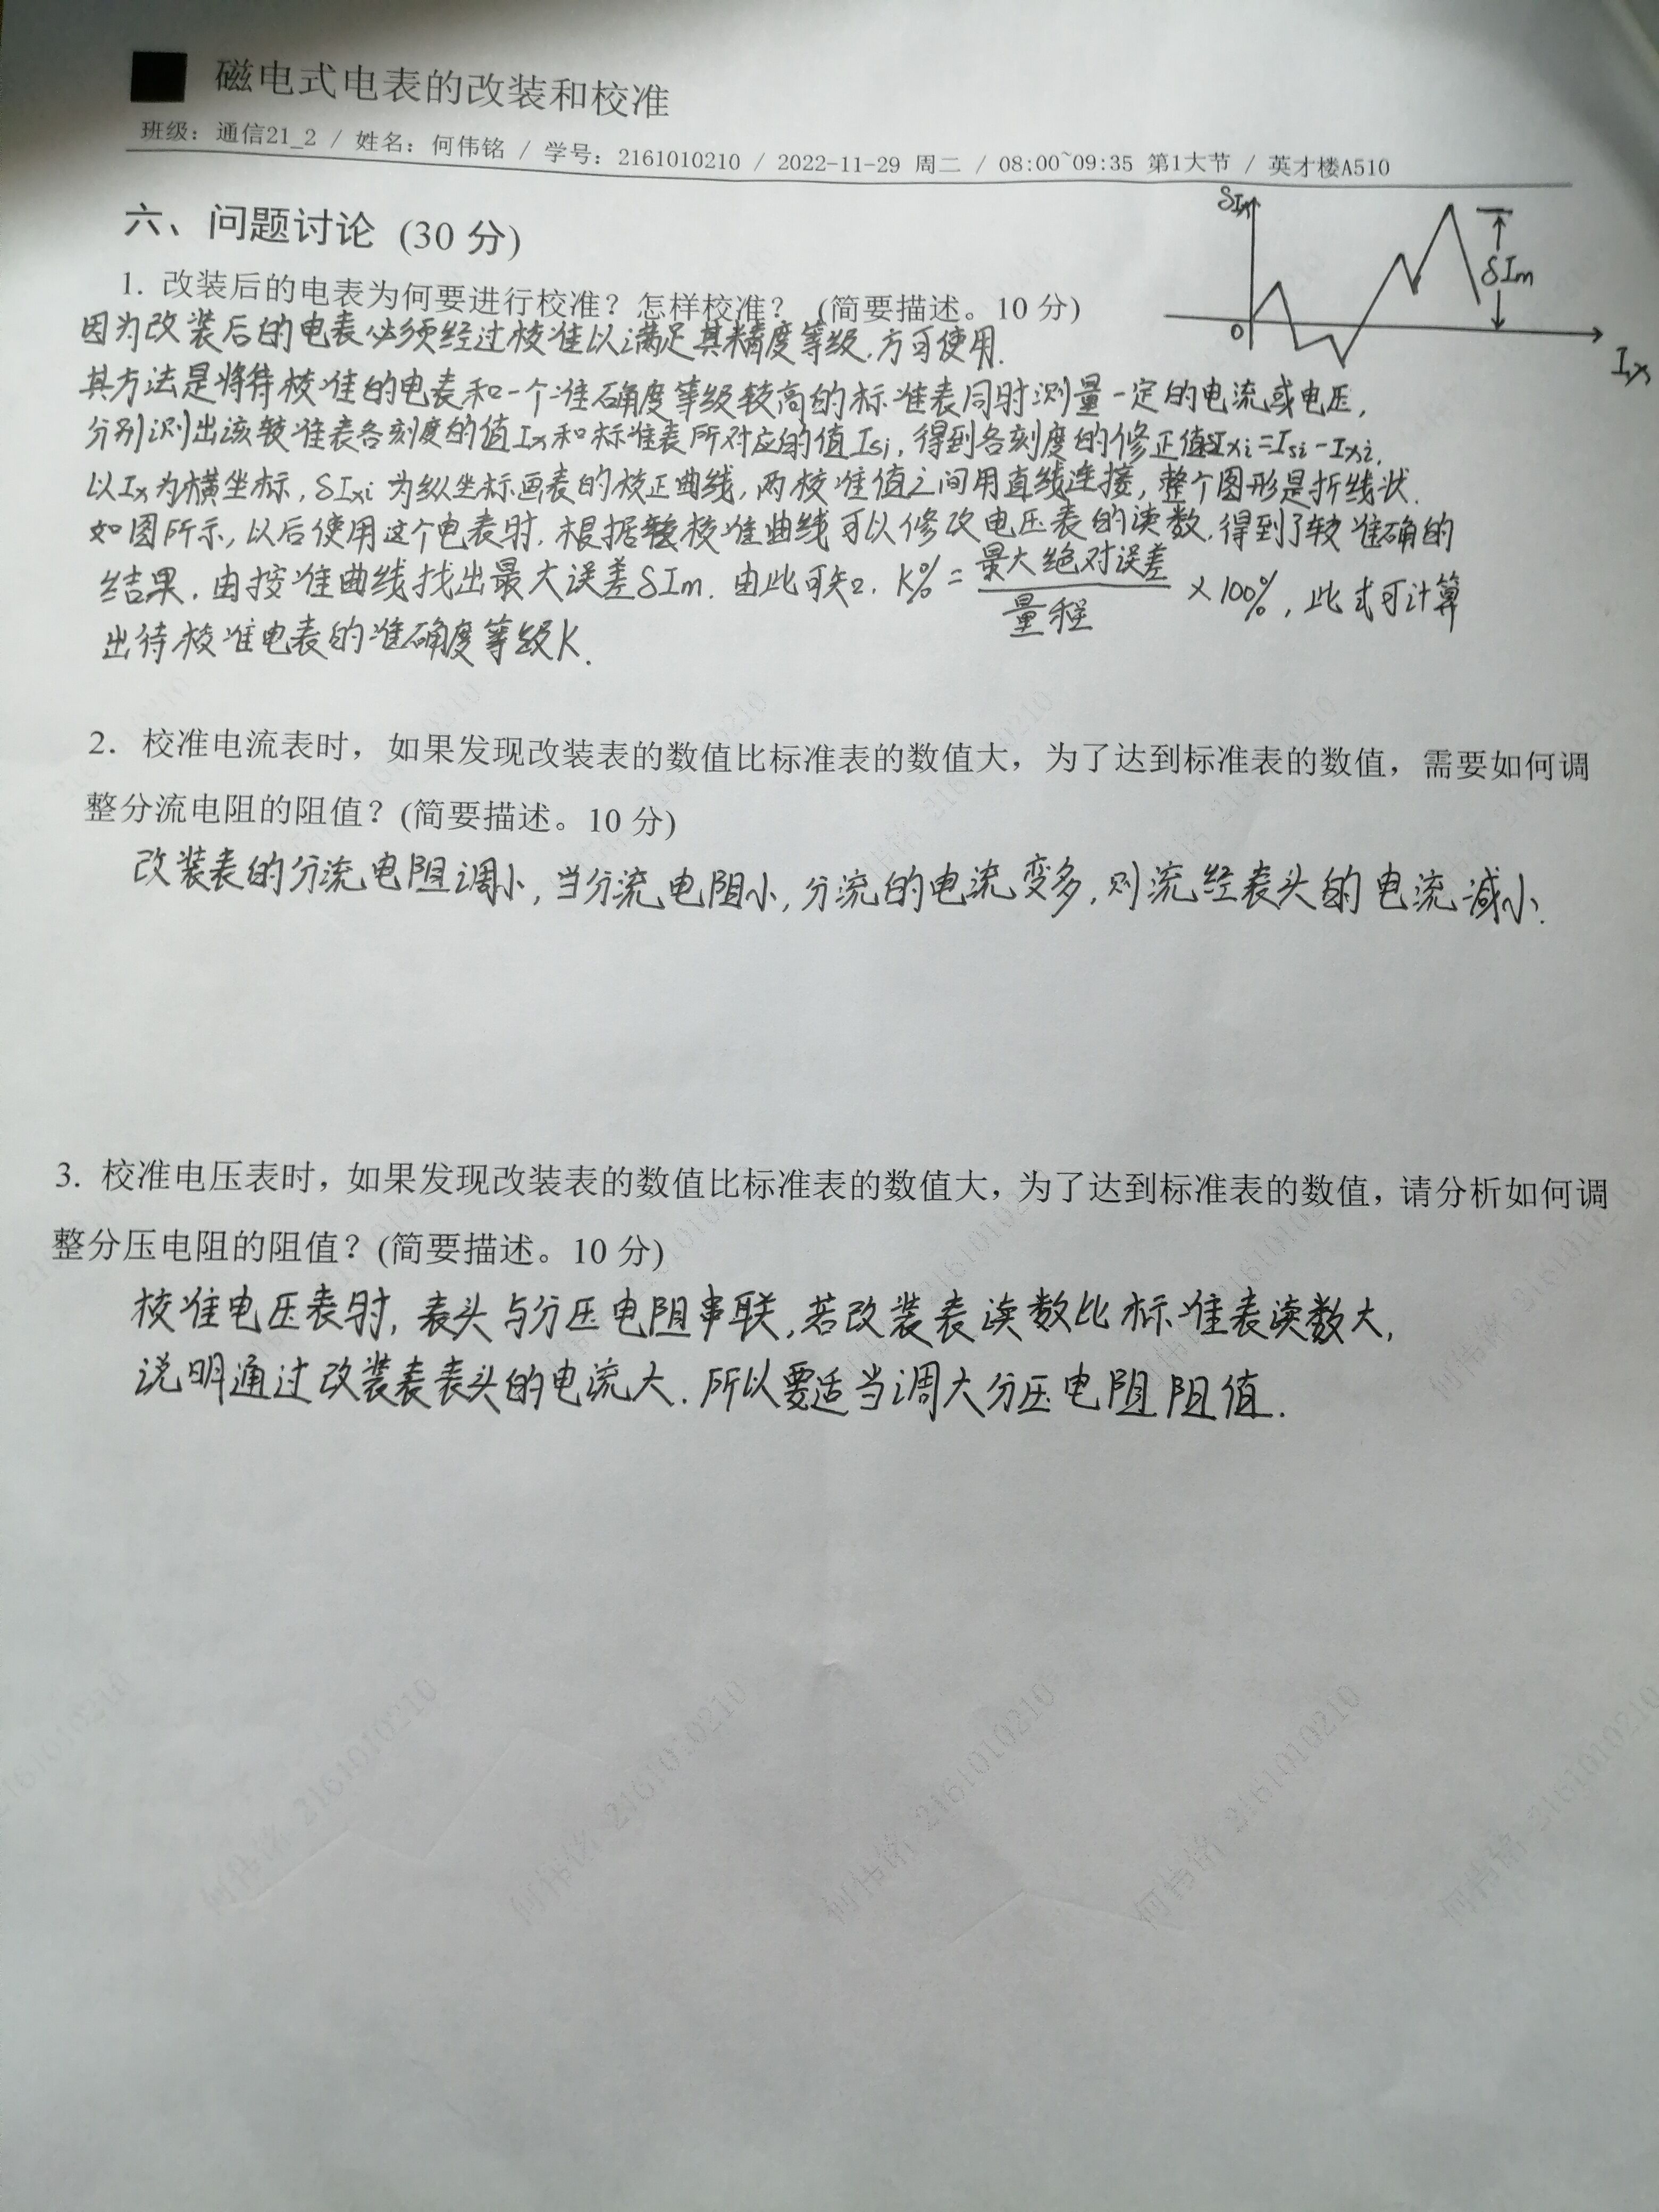 磁电式电表的改装和校准
班级：通信21_2 / 姓名：何伟铭 / 学号：2161010210 / 2022-11-29 周二 / 08:00~09:35 第1大节 / 英才楼A510
六、问题讨论 (30 分)
δIx
δIm
0
Ix
1. 改装后的电表为何要进行校准？怎样校准？ (简要描述。10 分)
因为改装后的电表必须经过校准以满足其精度等级,方可使用.
其方法是将待校准的电表和一个准确度等级较高的标准表同时测量一定的电流或电压,
分别识出该较准表各刻度的值Ix和标准表所对应的值Isi,得到各刻度的修正值δIxi=Isi-Ixi,
以Ix为横坐标,δIxi为纵坐标画表的校正曲线,两校准值之间用直线连接,整个图形是折线状.
如图所示,以后使用这个电表时.根据校准曲线可以修改电压表的读数.得到了较准确的
结果.由按准曲线找出最大误差δIm.由此可知.K%=最大绝对误差/量程×100%,此式可计算
出待校准电表的准确度等级K.
2. 校准电流表时，如果发现改装表的数值比标准表的数值大，为了达到标准表的数值，需要如何调
整分流电阻的阻值？(简要描述。10 分)
改装表的分流电阻调小,当分流电阻小,分流的电流变多,则流经表头的电流减小.
3. 校准电压表时，如果发现改装表的数值比标准表的数值大，为了达到标准表的数值，请分析如何调
整分压电阻的阻值？(简要描述。10 分)
校准电压表时,表头与分压电阻串联,若改装表读数比标准表读数大,
说明通过改装表表头的电流大.所以要适当调大分压电阻阻值.
何伟铭 2161010210